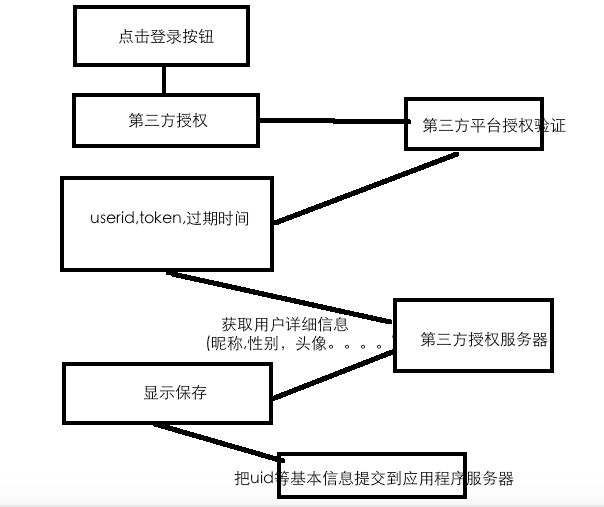 点击登录按钮
第三方授权
第三方平台授权验证
userid,token,过期时间
获取用户详细信息
(昵称,性别，头像。。。。
第三方授权服务器
显示保存
把uid等基本信息提交到应用程序服务器